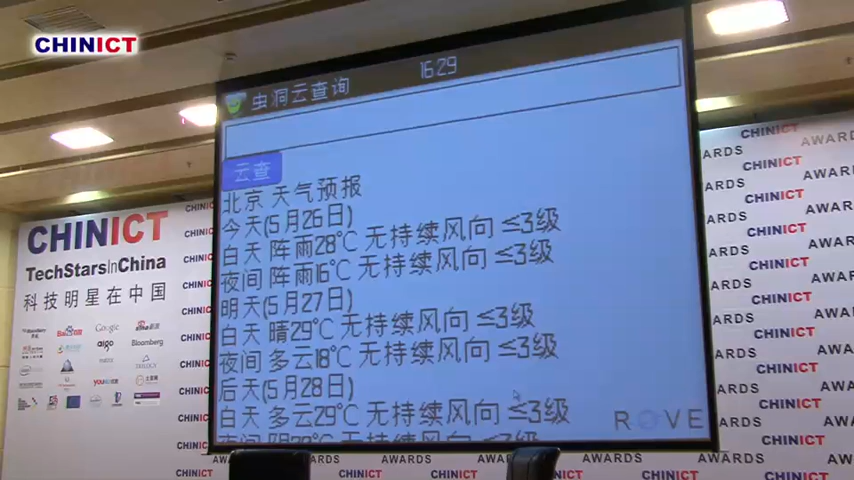 CHINICT
虫洞云查询
16:29
云查
北京 天气预报
今天(5月26日)
白天 阵雨28℃ 无持续风向 ≤3级
夜间 阵雨16℃ 无持续风向 ≤3级
明天(5月27日)
白天 晴29℃ 无持续风向 ≤3级
夜间 多云18℃ 无持续风向 ≤3级
后天(5月28日)
白天 多云29℃ 无持续风向 ≤3级
ROVE
CHINICT
TechStarsInChina
科技明星在中国
Google
aigo
Bloomberg
CHINICT AWARDS